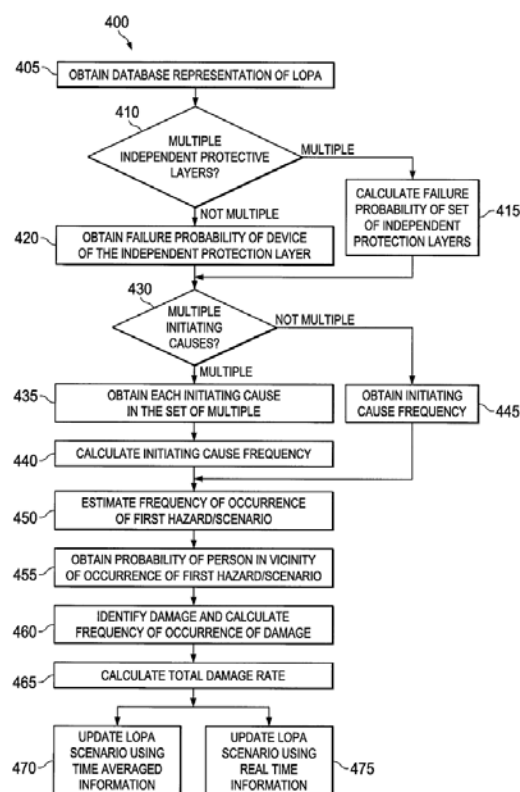 400
405
OBTAIN DATABASE REPRESENTATION OF LOPA
410
MULTIPLE
INDEPENDENT PROTECTIVE
LAYERS?
MULTIPLE
NOT MULTIPLE
CALCULATE FAILURE
PROBABILITY OF SET
OF INDEPENDENT
PROTECTION LAYERS
415
420
OBTAIN FAILURE PROBABILITY OF DEVICE
OF THE INDEPENDENT PROTECTION LAYER
430
MULTIPLE
INITIATING
CAUSES?
NOT MULTIPLE
MULTIPLE
435
OBTAIN EACH INITIATING CAUSE
IN THE SET OF MULTIPLE
OBTAIN INITIATING
CAUSE FREQUENCY
445
440
CALCULATE INITIATING CAUSE FREQUENCY
450
ESTIMATE FREQUENCY OF OCCURRENCE
OF FIRST HAZARD/SCENARIO
455
OBTAIN PROBABILITY OF PERSON IN VICINITY
OF OCCURRENCE OF FIRST HAZARD/SCENARIO
460
IDENTIFY DAMAGE AND CALCULATE
FREQUENCY OF OCCURRENCE OF DAMAGE
465
CALCULATE TOTAL DAMAGE RATE
470
UPDATE LOPA
SCENARIO USING
TIME AVERAGED
INFORMATION
UPDATE LOPA
SCENARIO USING
REAL TIME
INFORMATION
475